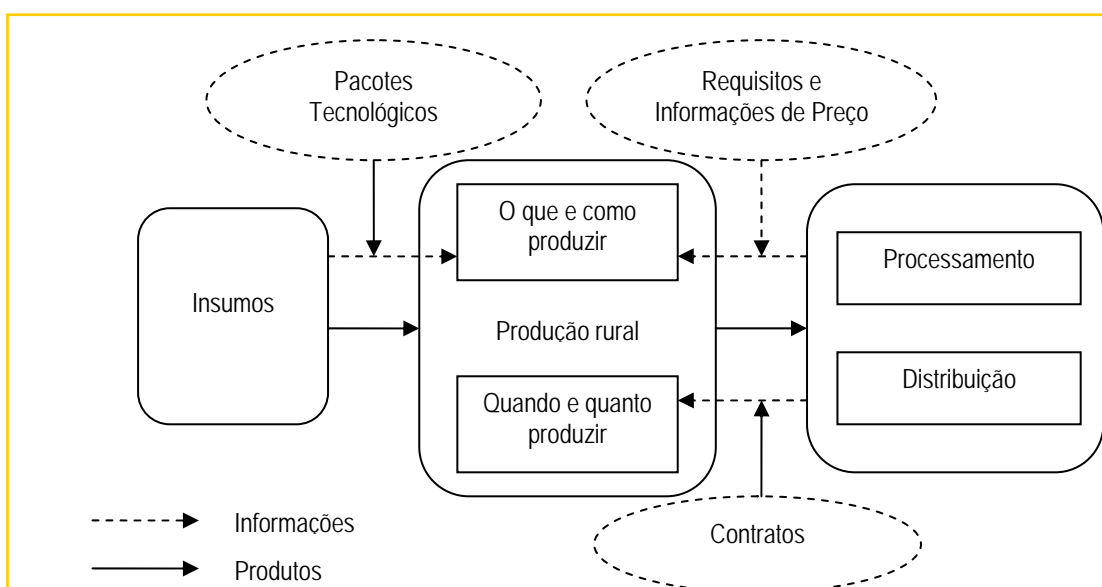 Pacotes
Tecnológicos
Requisitos e
Informações de Preço
O que e como
produzir
Processamento
Insumos
Produção rural
Distribuição
Quando e quanto
produzir
Informações
Contratos
Produtos